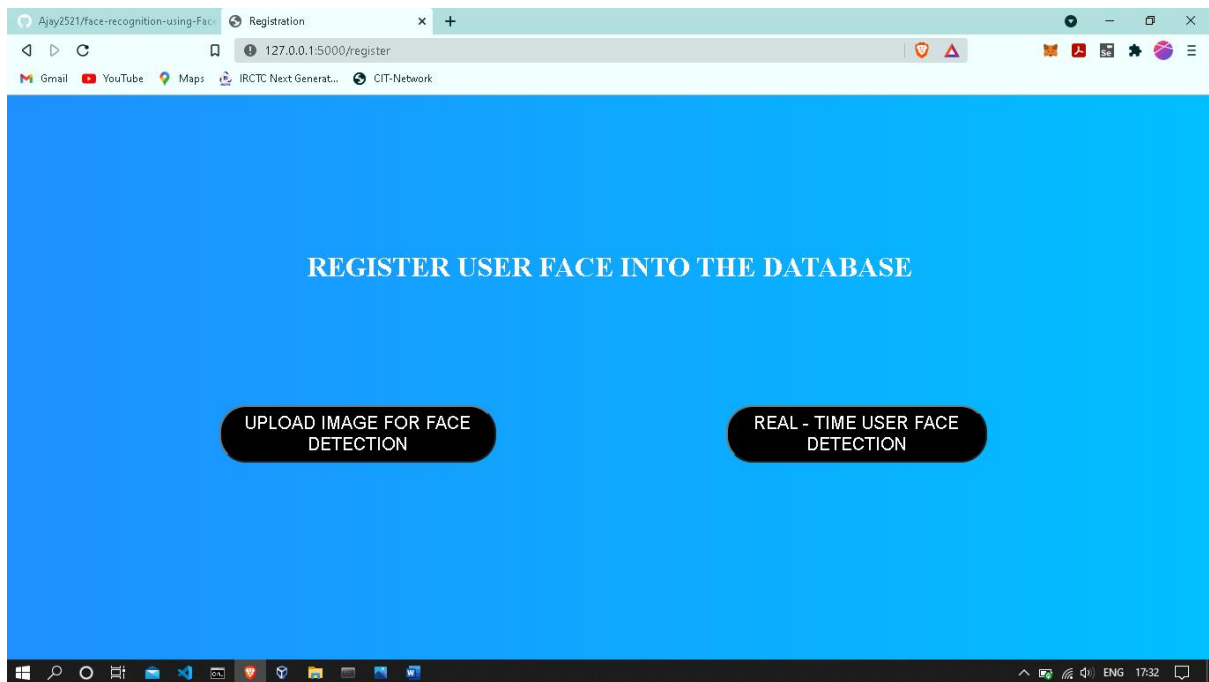 Ajay2521/face-recognition-using-Face
Registration
127.0.0.1:5000/register
Gmail
YouTube
Maps
IRCTC Next Generat...
CIT-Network
REGISTER USER FACE INTO THE DATABASE
UPLOAD IMAGE FOR FACE
DETECTION
REAL - TIME USER FACE
DETECTION
ENG
17:32